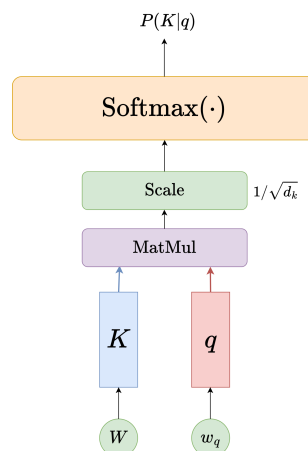 P(K|q)
Softmax(·)
Scale 1/√d_k
MatMul
K q
W w_q